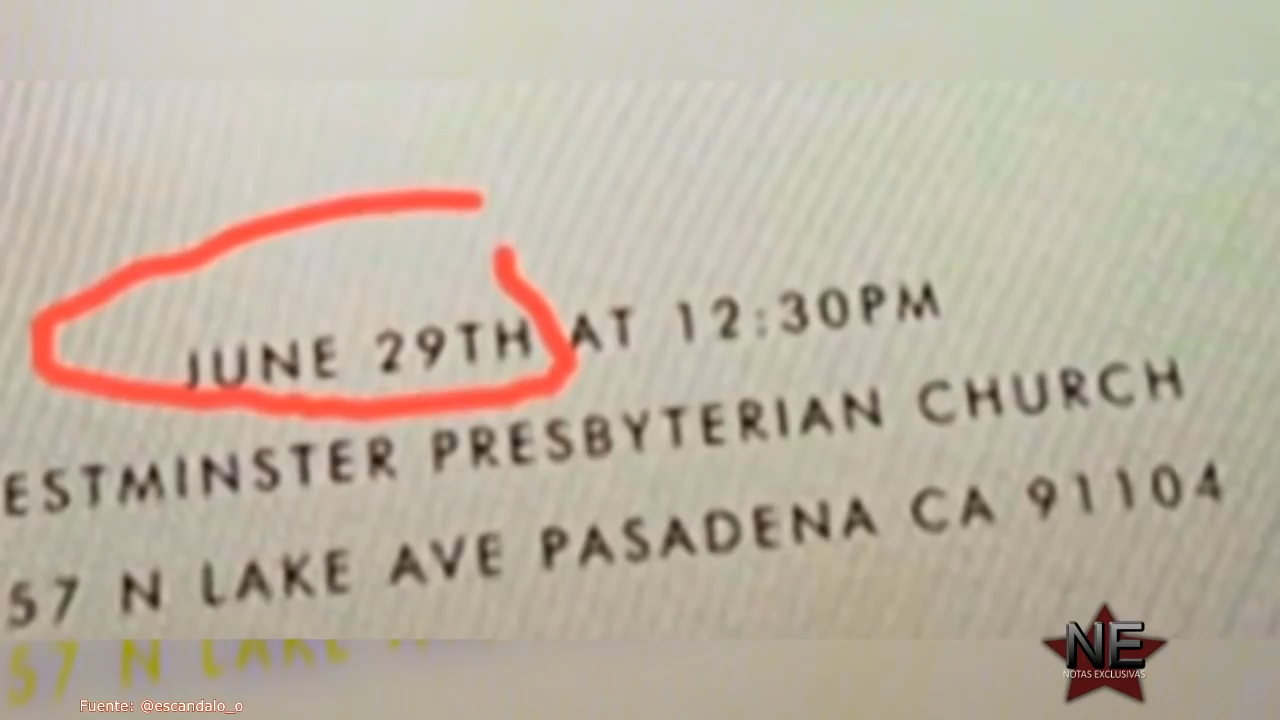 JUNE 29TH AT 12:30PM
ESTMINSTER PRESBYTERIAN CHURCH
57 N LAKE AVE PASADENA CA 91104
57 N LAKE
NE
NOTAS EXCLUSIVAS
Fuente: @escandalo_o